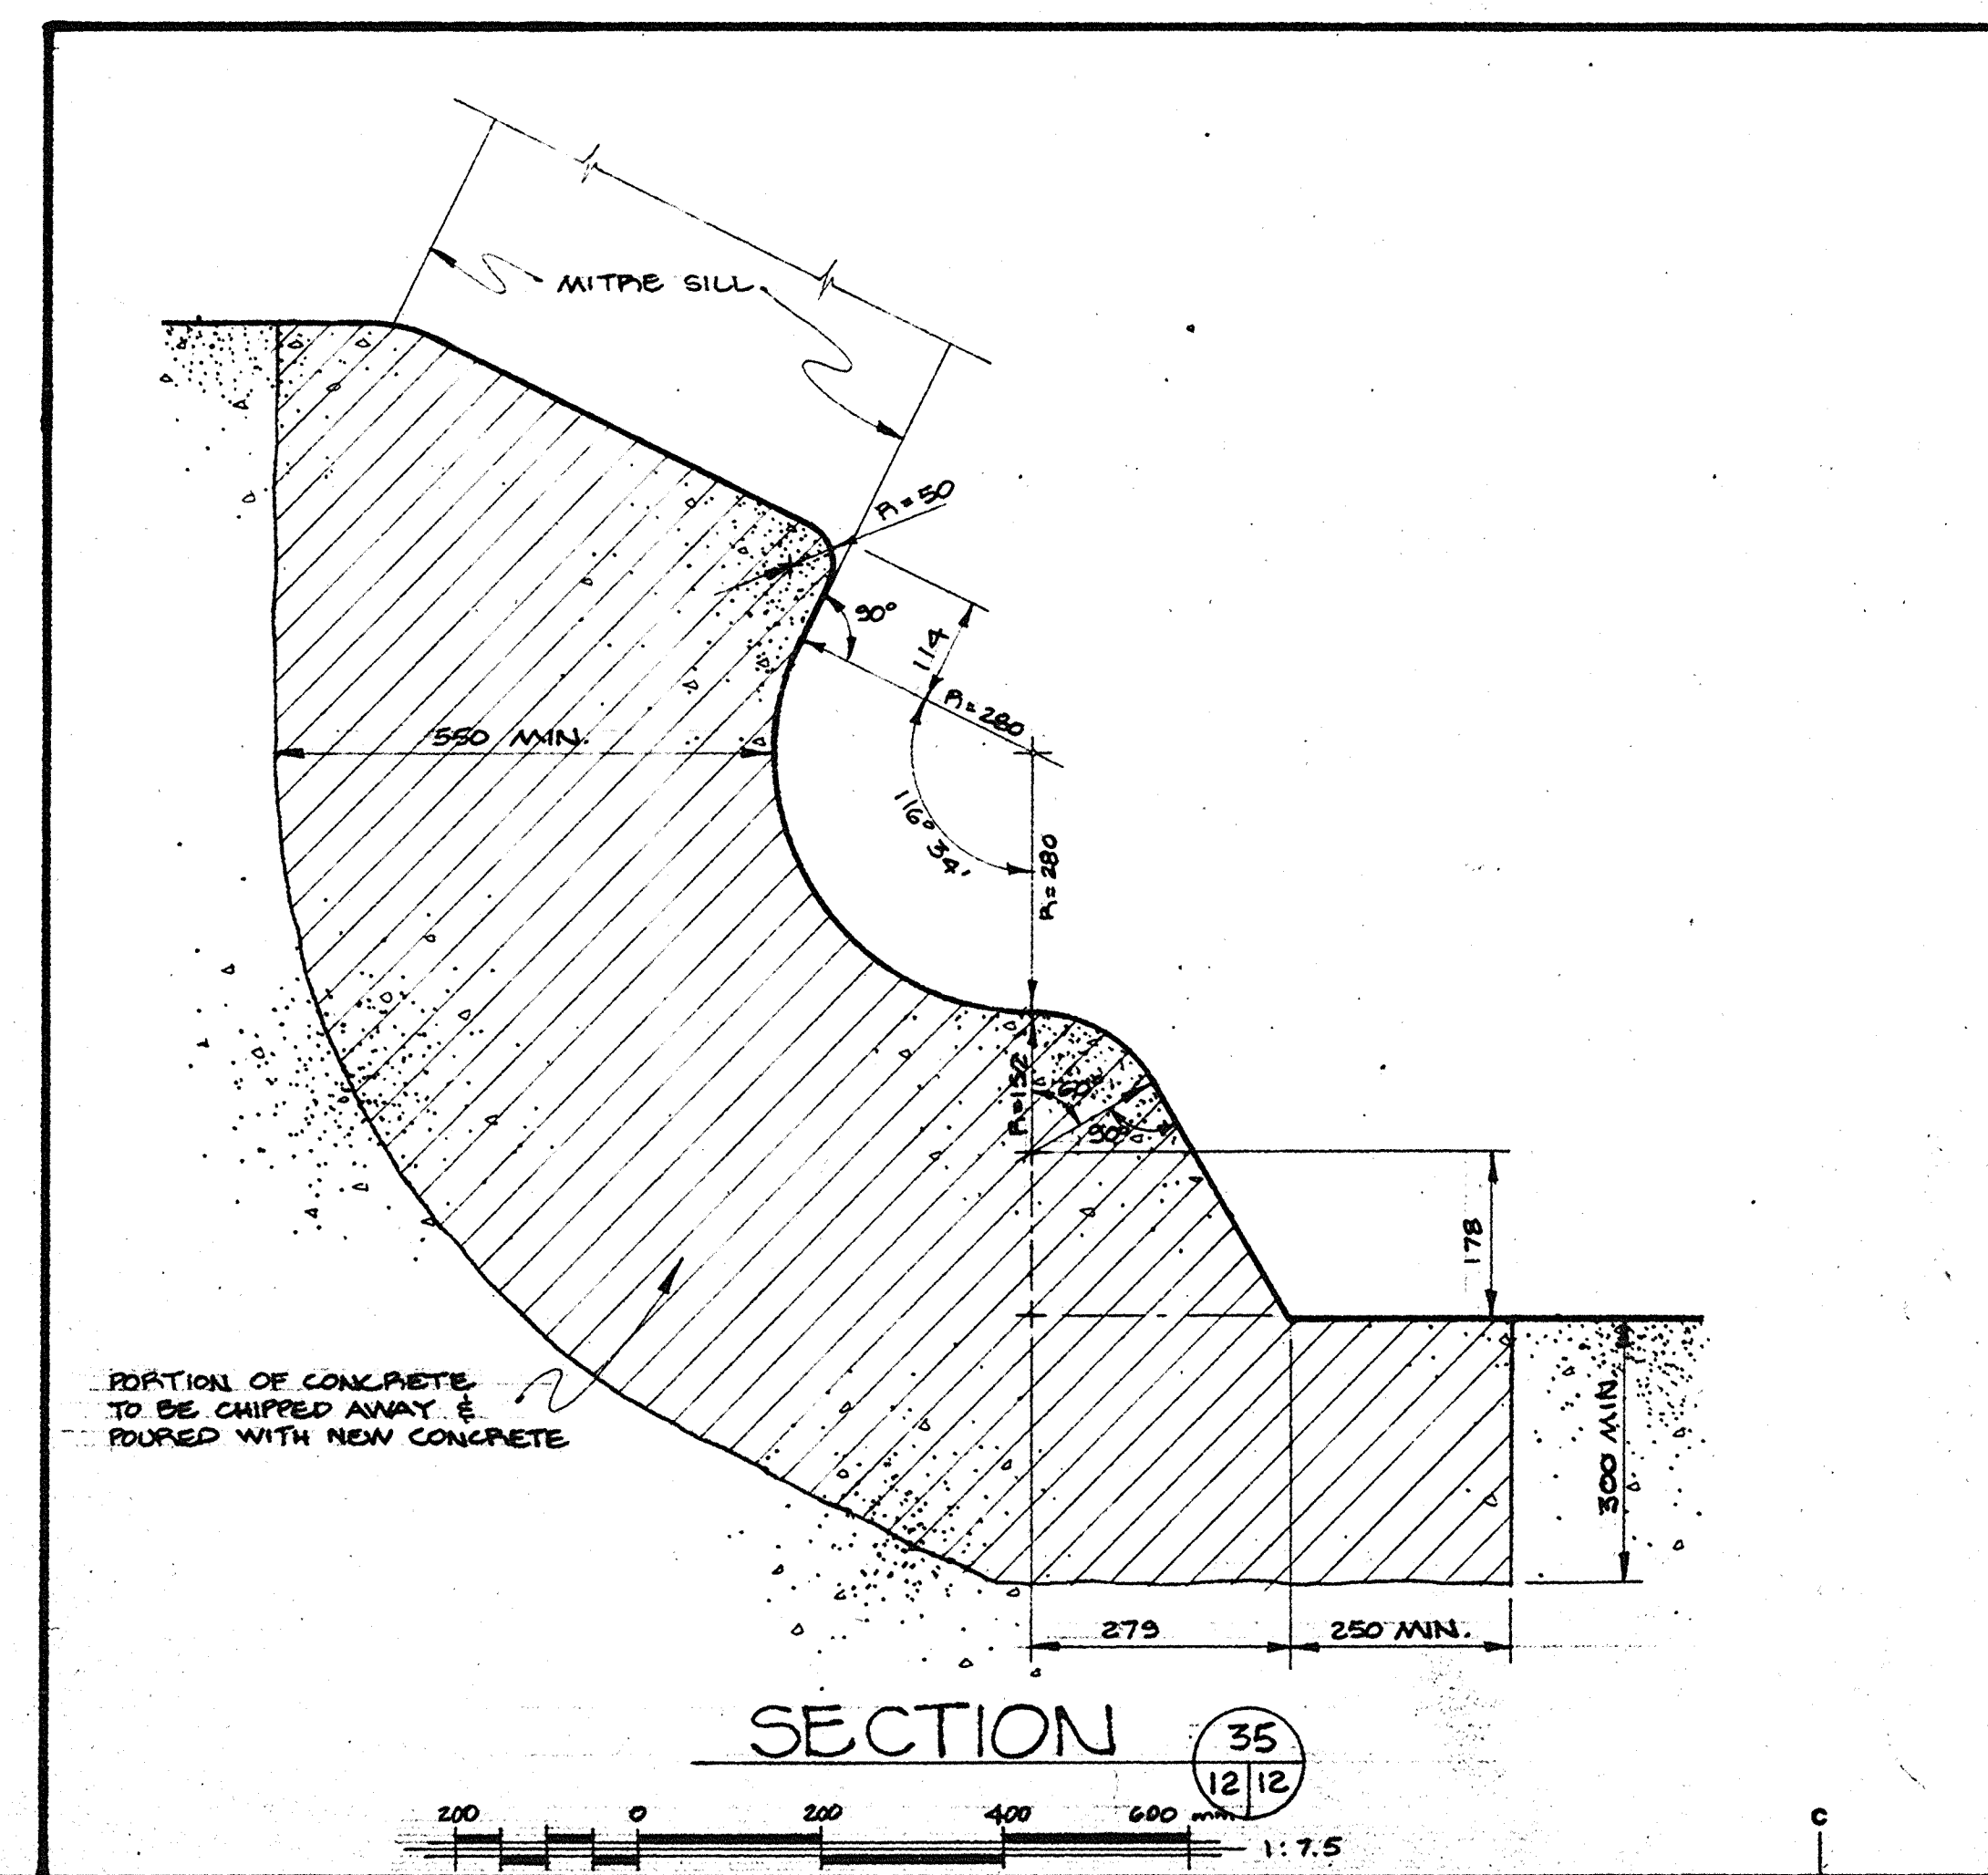 MITRE SILL.
R=50
90°
114
R=280
550 MIN.
116° 34'
R=280
R=152
60°
90°
178
PORTION OF CONCRETE
TO BE CHIPPED AWAY &
POURED WITH NEW CONCRETE
300 MIN.
279
250 MIN.
SECTION
35
12 12
200 0 200 400 600 mm
1:7.5
C